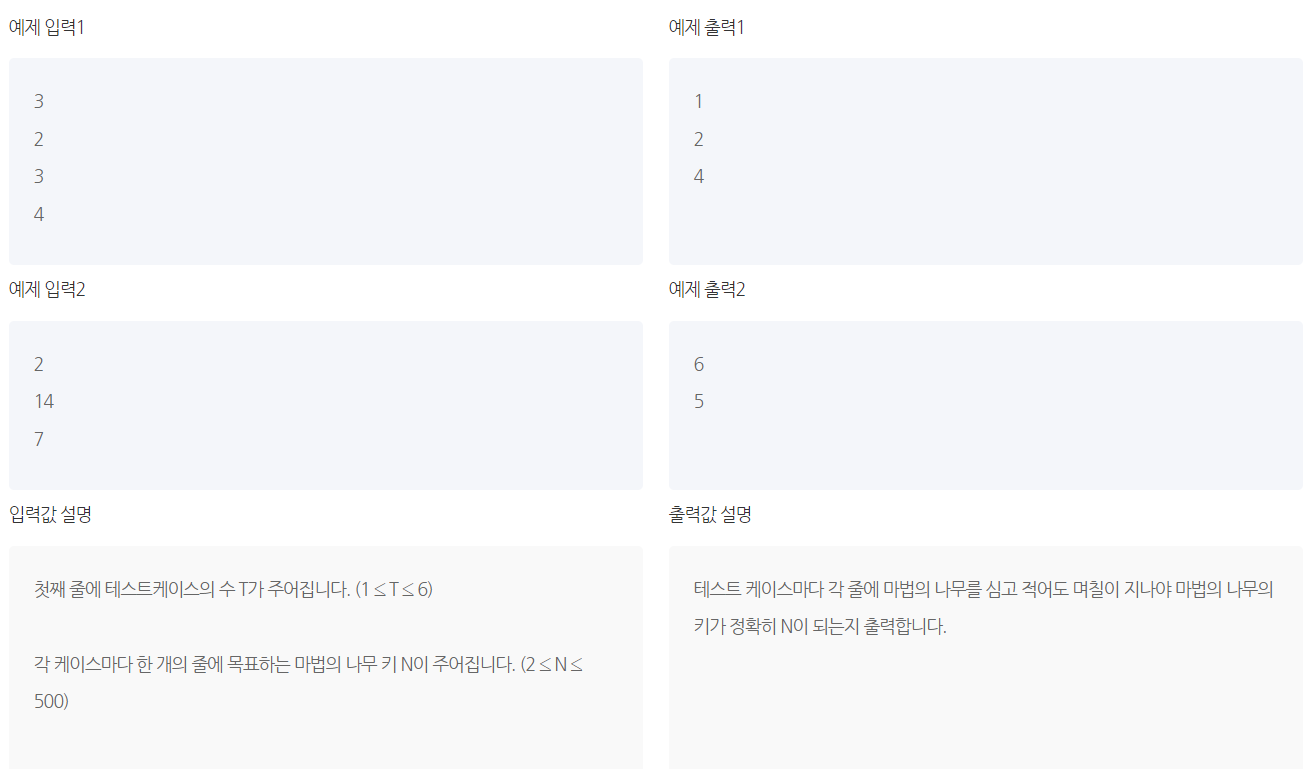 예제 입력1
3
2
3
4
예제 출력1
1
2
4
예제 입력2
2
14
7
예제 출력2
6
5
입력값 설명
첫째 줄에 테스트케이스의 수 T가 주어집니다. (1 ≤ T ≤ 6)
각 케이스마다 한 개의 줄에 목표하는 마법의 나무 키 N이 주어집니다. (2 ≤ N ≤
500)
출력값 설명
테스트 케이스마다 각 줄에 마법의 나무를 심고 적어도 며칠이 지나야 마법의 나무의
키가 정확히 N이 되는지 출력합니다.